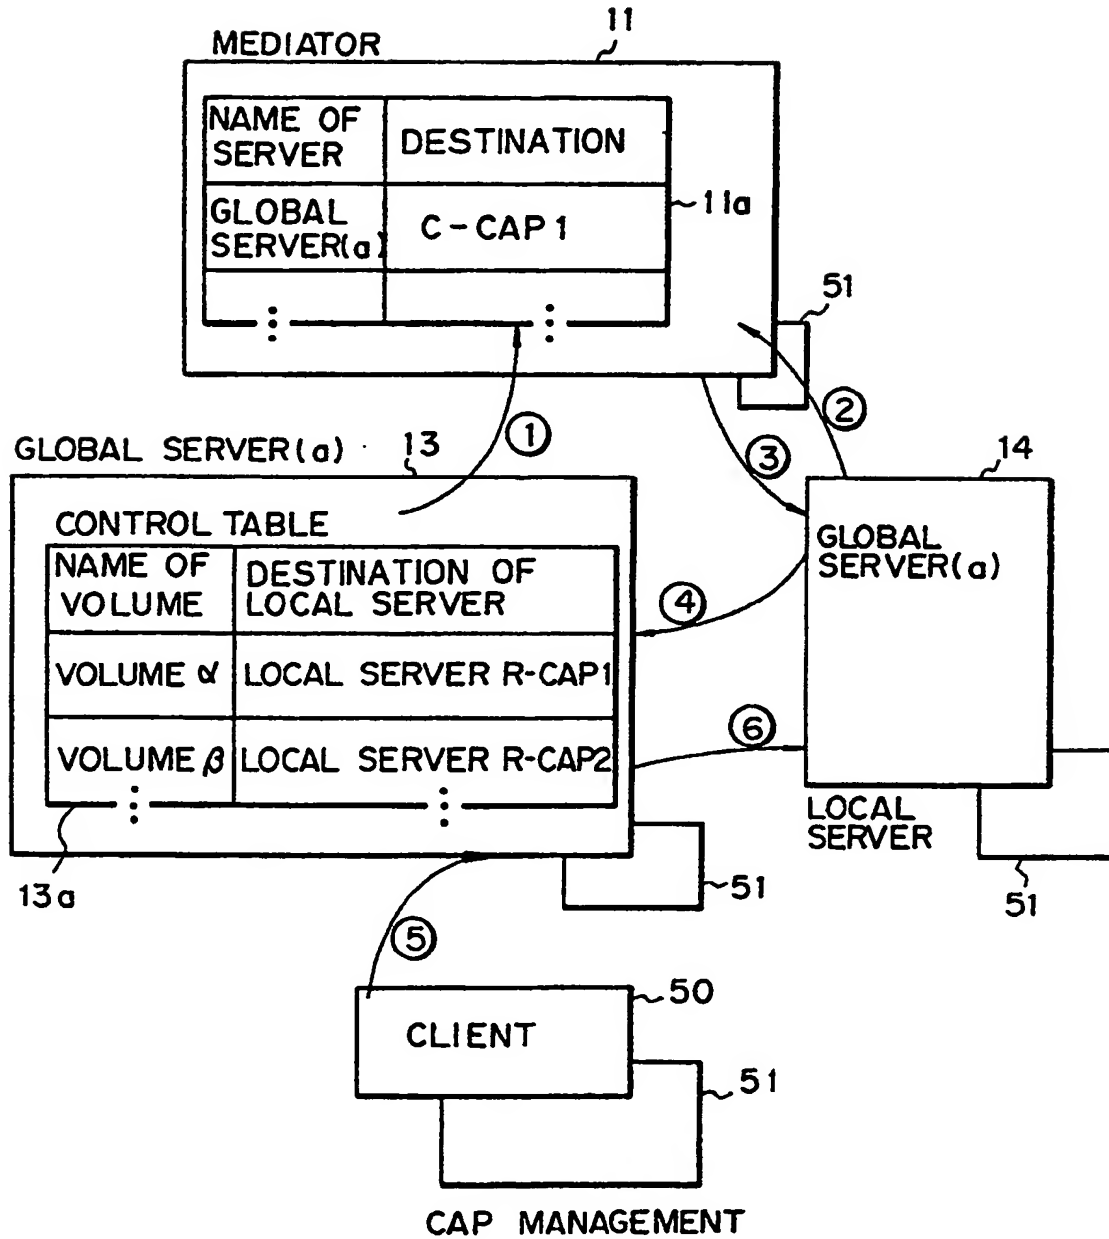 11
MEDIATOR
NAME OF SERVER
DESTINATION
GLOBAL SERVER(a)
C-CAP1
11a
51
①
②
③
GLOBAL SERVER(a)
13
14
CONTROL TABLE
NAME OF VOLUME
DESTINATION OF LOCAL SERVER
GLOBAL SERVER(a)
④
VOLUME α
LOCAL SERVER R-CAP1
VOLUME β
LOCAL SERVER R-CAP2
⑥
LOCAL SERVER
13a
51
51
⑤
50
CLIENT
51
CAP MANAGEMENT